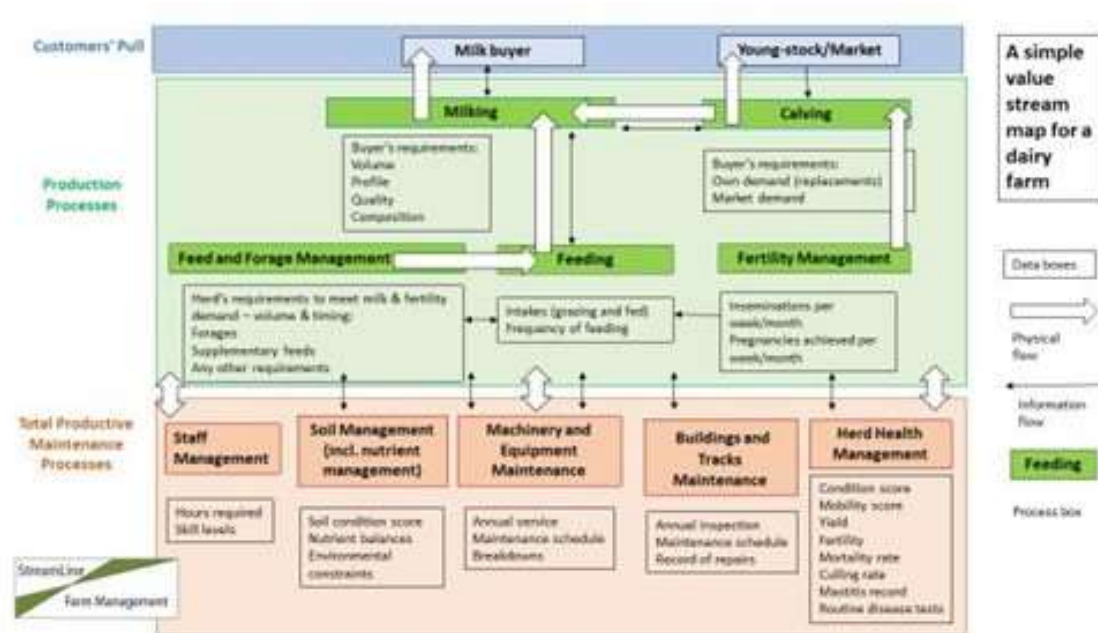 Customers' Pull
Milk buyer
Young-stock/Market
A simple
value
stream
map for a
dairy
farm
Milking
Calving
Production
Processes
Buyer's requirements:
Volume
Profile
Quality
Composition
Buyer's requirements:
Own demand (replacements)
Market demand
Feed and Forage Management
Feeding
Fertility Management
Herd's requirements to meet milk & fertility
demand – volume & timing:
Forages
Supplementary feeds
Any other requirements
Intakes (grazing and fed)
Frequency of feeding
Inseminations per
week/month
Pregnancies achieved per
week/month
Data boxes
Physical
flow
Information
flow
Feeding
Process box
Total Productive
Maintenance
Processes
Staff
Management
Soil Management
(incl. nutrient
management)
Machinery and
Equipment
Maintenance
Buildings and
Tracks
Maintenance
Herd Health
Management
Hours required
Skill levels
Soil condition score
Nutrient balances
Environmental
constraints
Annual service
Maintenance schedule
Breakdowns
Annual inspection
Maintenance schedule
Record of repairs
Condition score
Mobility score
Yield
Fertility
Mortality rate
Culling rate
Mastitis record
Routine disease tests
StreamLine
Farm Management